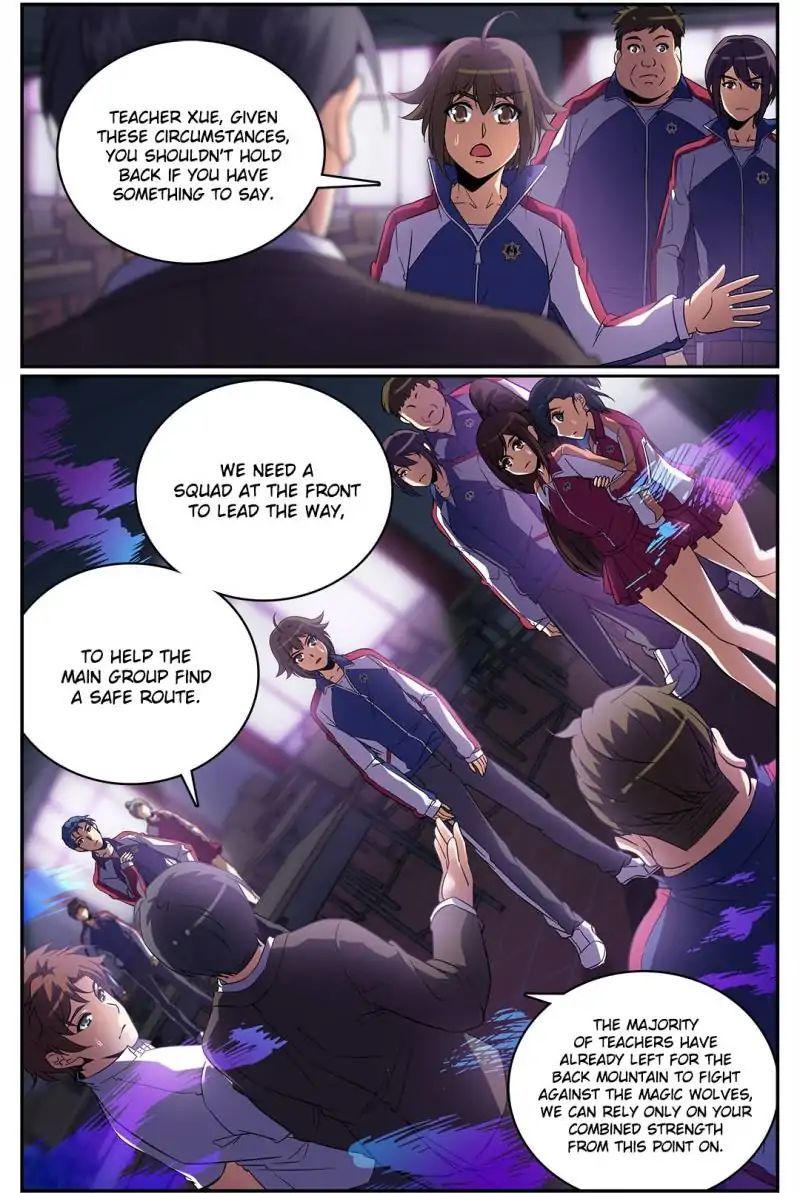 TEACHER XUE, GIVEN
THESE CIRCUMSTANCES,
YOU SHOULDN'T HOLD
BACK IF YOU HAVE
SOMETHING TO SAY.
WE NEED A
SQUAD AT THE FRONT
TO LEAD THE WAY,
TO HELP THE
MAIN GROUP FIND
A SAFE ROUTE.
THE MAJORITY
OF TEACHERS HAVE
ALREADY LEFT FOR THE
BACK MOUNTAIN TO FIGHT
AGAINST THE MAGIC WOLVES,
WE CAN RELY ONLY ON YOUR
COMBINED STRENGTH
FROM THIS POINT ON.